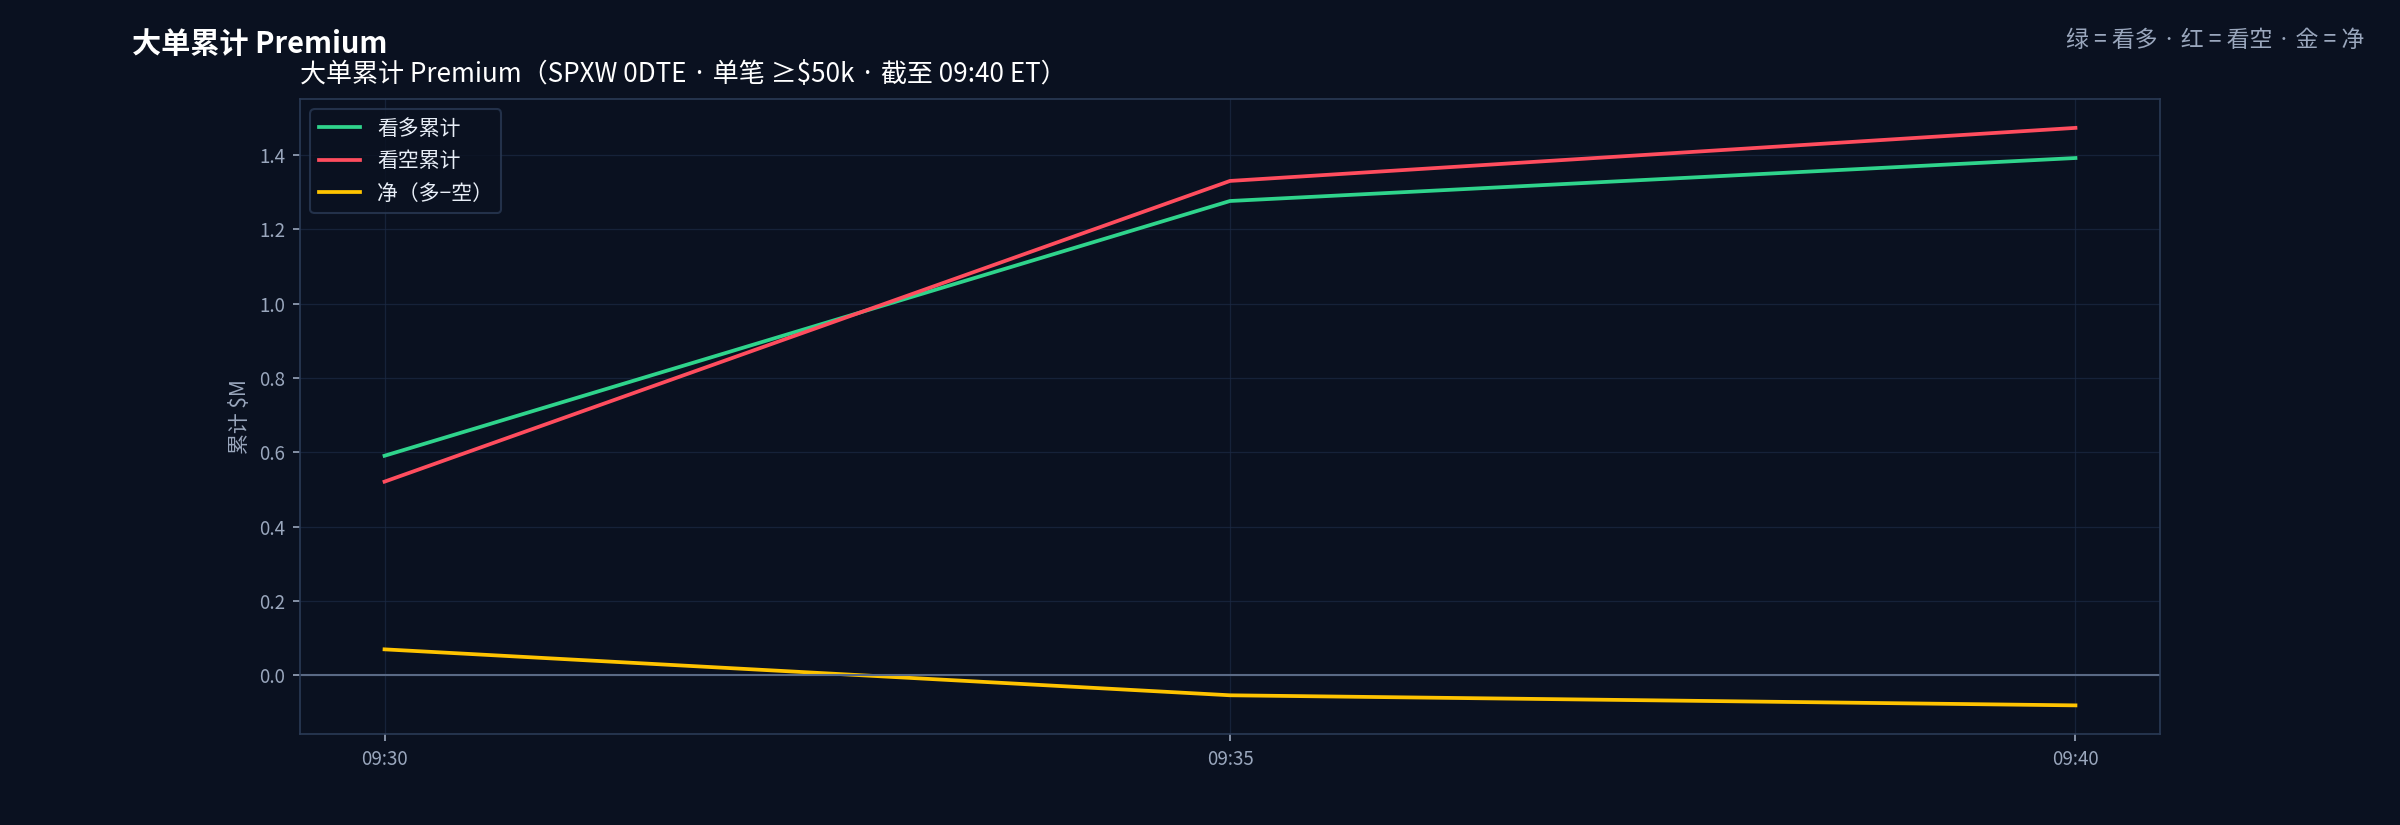 大单累计 Premium
绿 = 看多 · 红 = 看空 · 金 = 净
大单累计 Premium（SPXW 0DTE · 单笔 ≥$50k · 截至 09:40 ET）
看多累计
看空累计
净（多−空）
累计 $M
1.4
1.2
1.0
0.8
0.6
0.4
0.2
0.0
09:30
09:35
09:40